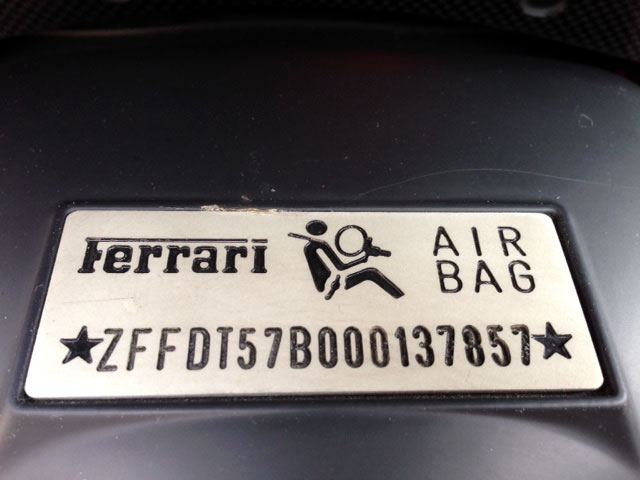 Ferrari
AIR
BAG
★ZFFDT57B000137857★